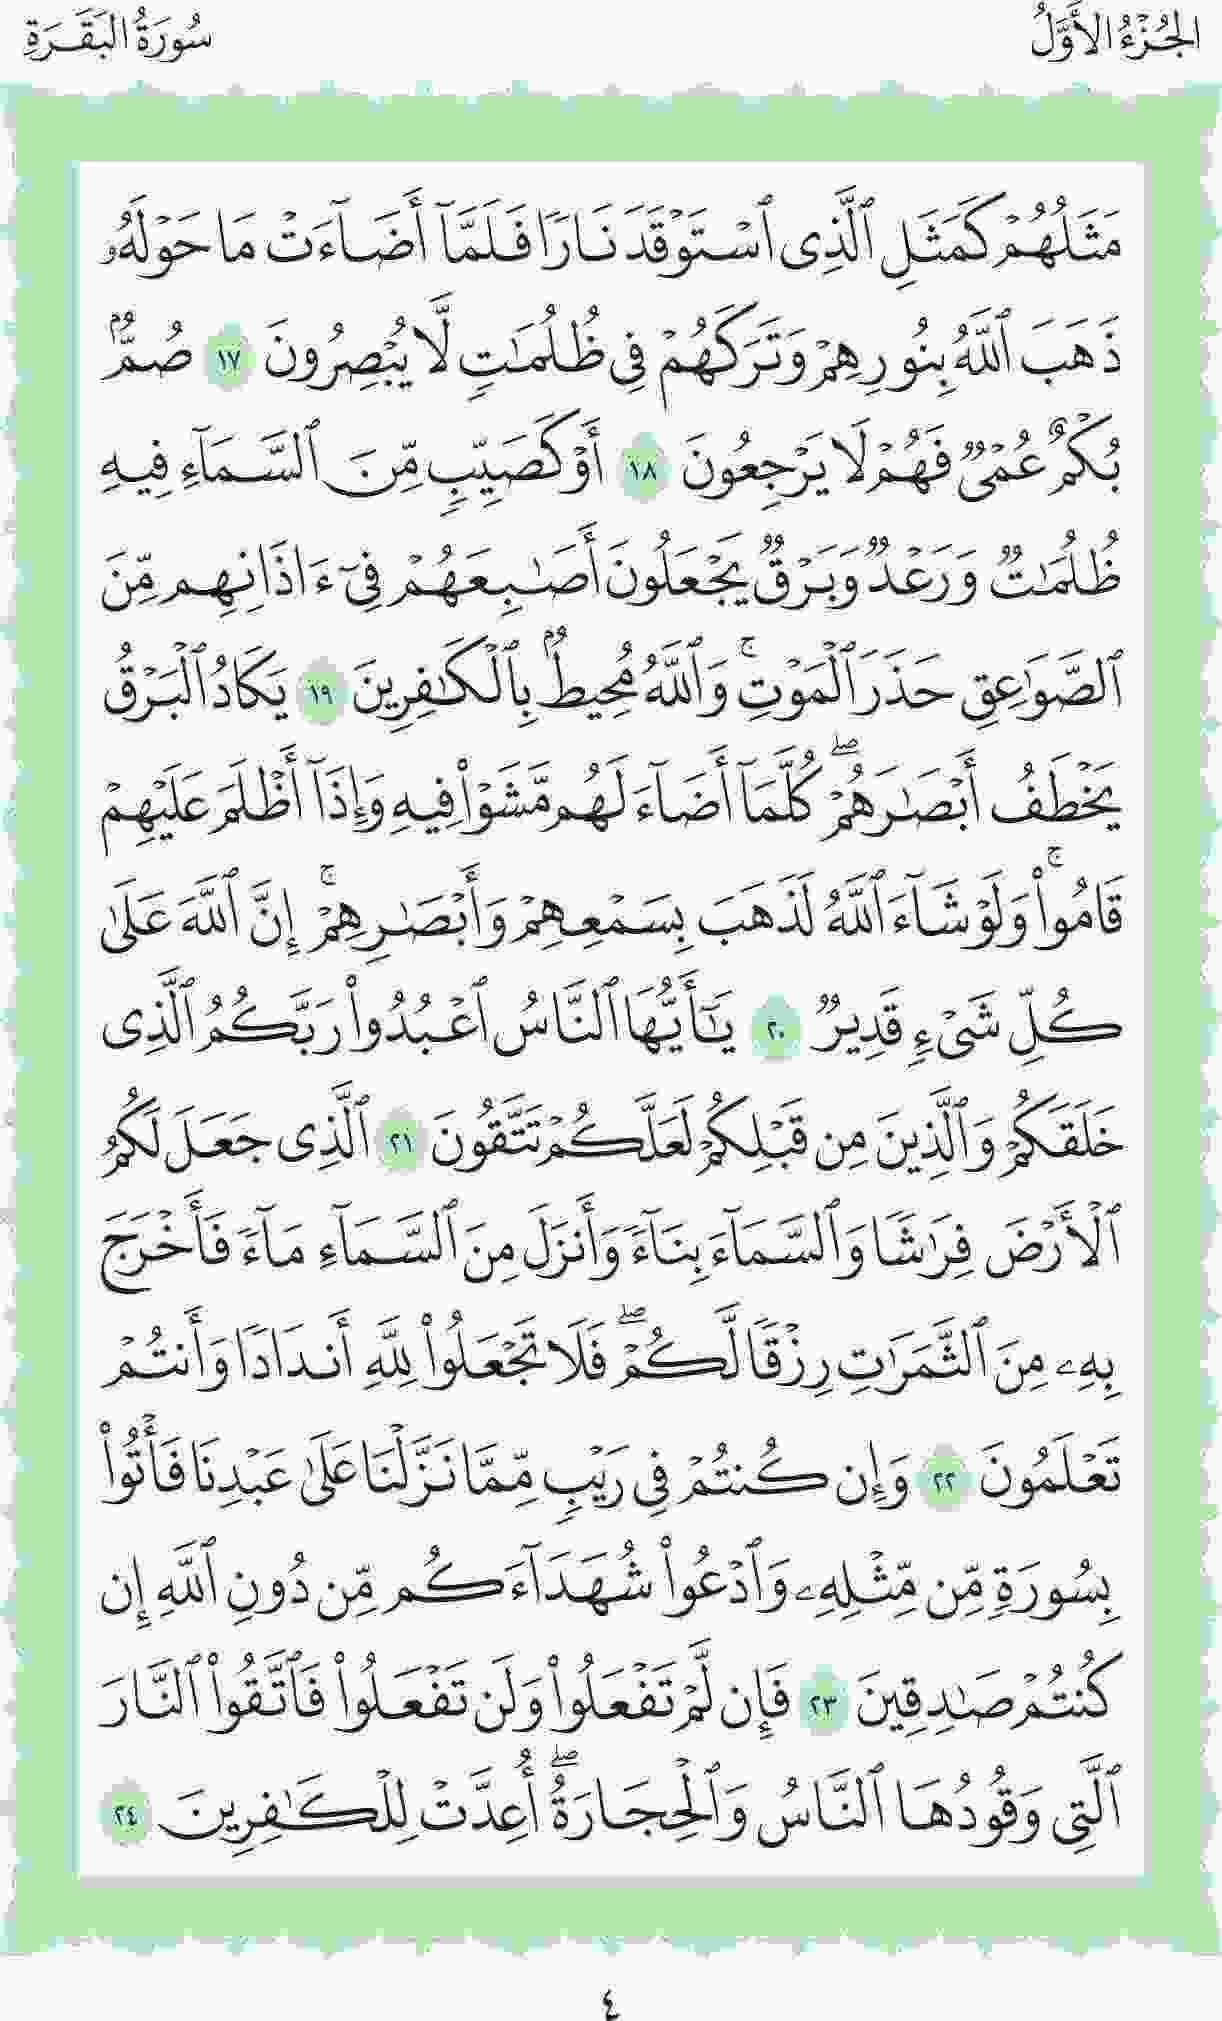 الجُزْءُ الأَوَّلُ
سُورَةُ البَقَرَةِ
مَثَلُهُمْ كَمَثَلِ ٱلَّذِى ٱسْتَوْقَدَ نَارًا فَلَمَّآ أَضَآءَتْ مَا حَوْلَهُۥ
ذَهَبَ ٱللَّهُ بِنُورِهِمْ وَتَرَكَهُمْ فِى ظُلُمَٰتٍ لَّا يُبْصِرُونَ ١٧ صُمٌّۢ
بُكْمٌ عُمْىٌ فَهُمْ لَا يَرْجِعُونَ ١٨ أَوْ كَصَيِّبٍ مِّنَ ٱلسَّمَآءِ فِيهِ
ظُلُمَٰتٌ وَرَعْدٌ وَبَرْقٌ يَجْعَلُونَ أَصَٰبِعَهُمْ فِىٓ ءَاذَانِهِم مِّنَ
ٱلصَّوَٰعِقِ حَذَرَ ٱلْمَوْتِ ۚ وَٱللَّهُ مُحِيطٌۢ بِٱلْكَٰفِرِينَ ١٩ يَكَادُ ٱلْبَرْقُ
يَخْطَفُ أَبْصَٰرَهُمْ ۖ كُلَّمَآ أَضَآءَ لَهُم مَّشَوْا۟ فِيهِ وَإِذَآ أَظْلَمَ عَلَيْهِمْ
قَامُوا۟ ۚ وَلَوْ شَآءَ ٱللَّهُ لَذَهَبَ بِسَمْعِهِمْ وَأَبْصَٰرِهِمْ ۚ إِنَّ ٱللَّهَ عَلَىٰ
كُلِّ شَىْءٍ قَدِيرٌ ٢٠ يَٰٓأَيُّهَا ٱلنَّاسُ ٱعْبُدُوا۟ رَبَّكُمُ ٱلَّذِى
خَلَقَكُمْ وَٱلَّذِينَ مِن قَبْلِكُمْ لَعَلَّكُمْ تَتَّقُونَ ٢١ ٱلَّذِى جَعَلَ لَكُمُ
ٱلْأَرْضَ فِرَٰشًا وَٱلسَّمَآءَ بِنَآءً وَأَنزَلَ مِنَ ٱلسَّمَآءِ مَآءً فَأَخْرَجَ
بِهِۦ مِنَ ٱلثَّمَرَٰتِ رِزْقًا لَّكُمْ ۖ فَلَا تَجْعَلُوا۟ لِلَّهِ أَندَادًا وَأَنتُمْ
تَعْلَمُونَ ٢٢ وَإِن كُنتُمْ فِى رَيْبٍ مِّمَّا نَزَّلْنَا عَلَىٰ عَبْدِنَا فَأْتُوا۟
بِسُورَةٍ مِّن مِّثْلِهِۦ وَٱدْعُوا۟ شُهَدَآءَكُم مِّن دُونِ ٱللَّهِ إِن
كُنتُمْ صَٰدِقِينَ ٢٣ فَإِن لَّمْ تَفْعَلُوا۟ وَلَن تَفْعَلُوا۟ فَٱتَّقُوا۟ ٱلنَّارَ
ٱلَّتِى وَقُودُهَا ٱلنَّاسُ وَٱلْحِجَارَةُ ۖ أُعِدَّتْ لِلْكَٰفِرِينَ ٢٤
٤